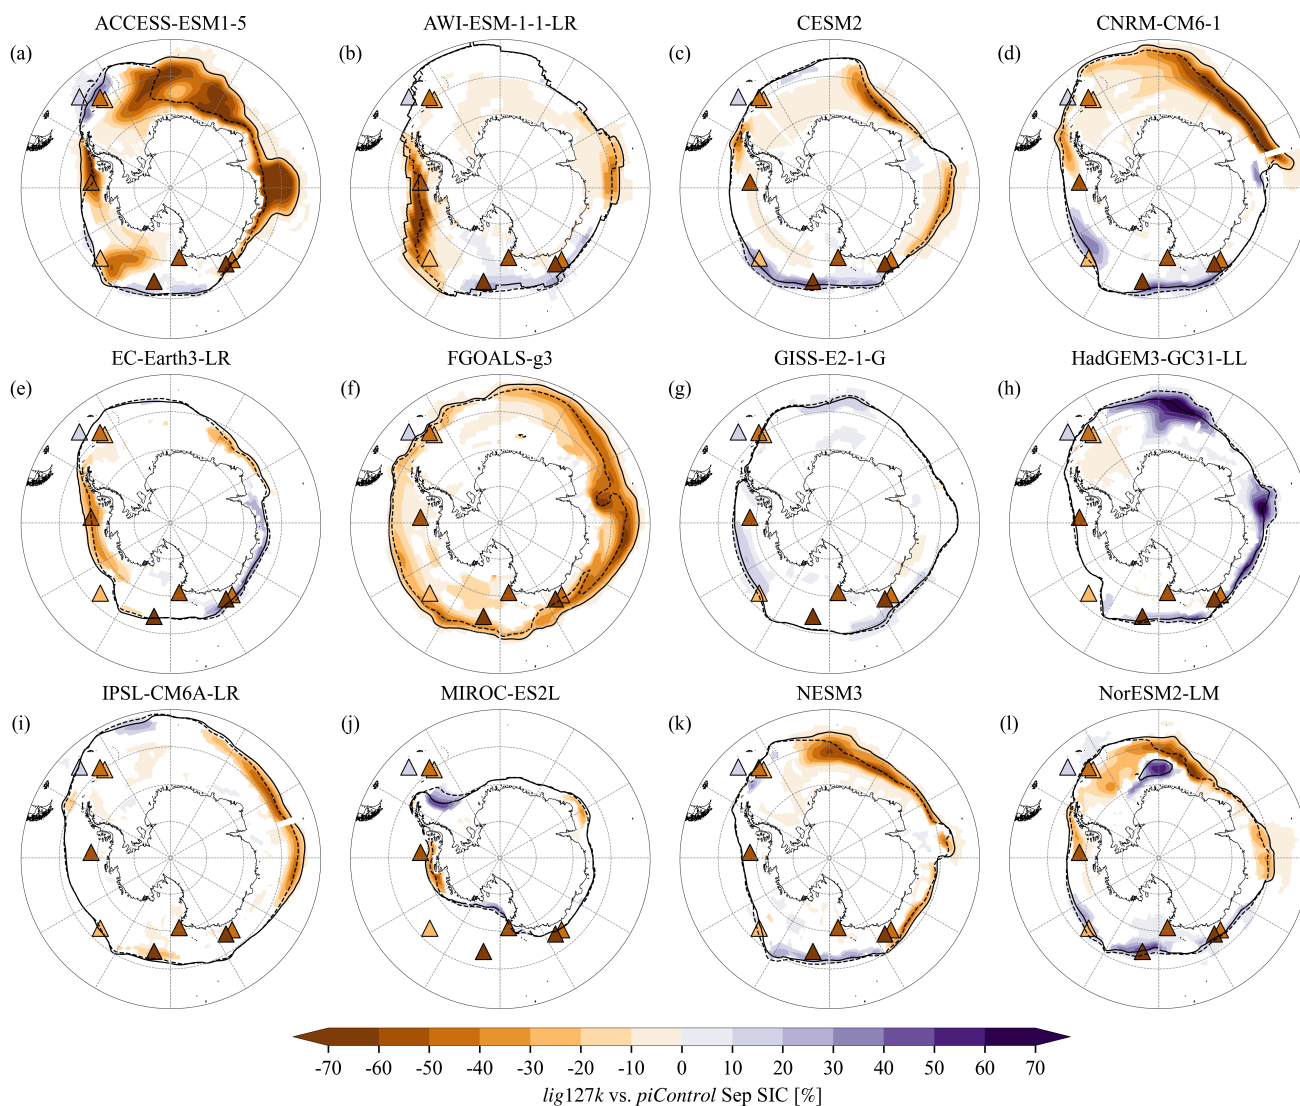 ACCESS-ESM1-5 AWI-ESM-1-1-LR CESM2 CNRM-CM6-1
(a) (b) (c) (d)
EC-Earth3-LR FGOALS-g3 GISS-E2-1-G HadGEM3-GC31-LL
(e) (f) (g) (h)
IPSL-CM6A-LR MIROC-ES2L NESM3 NorESM2-LM
(i) (j) (k) (l)
-70 -60 -50 -40 -30 -20 -10 0 10 20 30 40 50 60 70
lig127k vs. piControl Sep SIC [%]